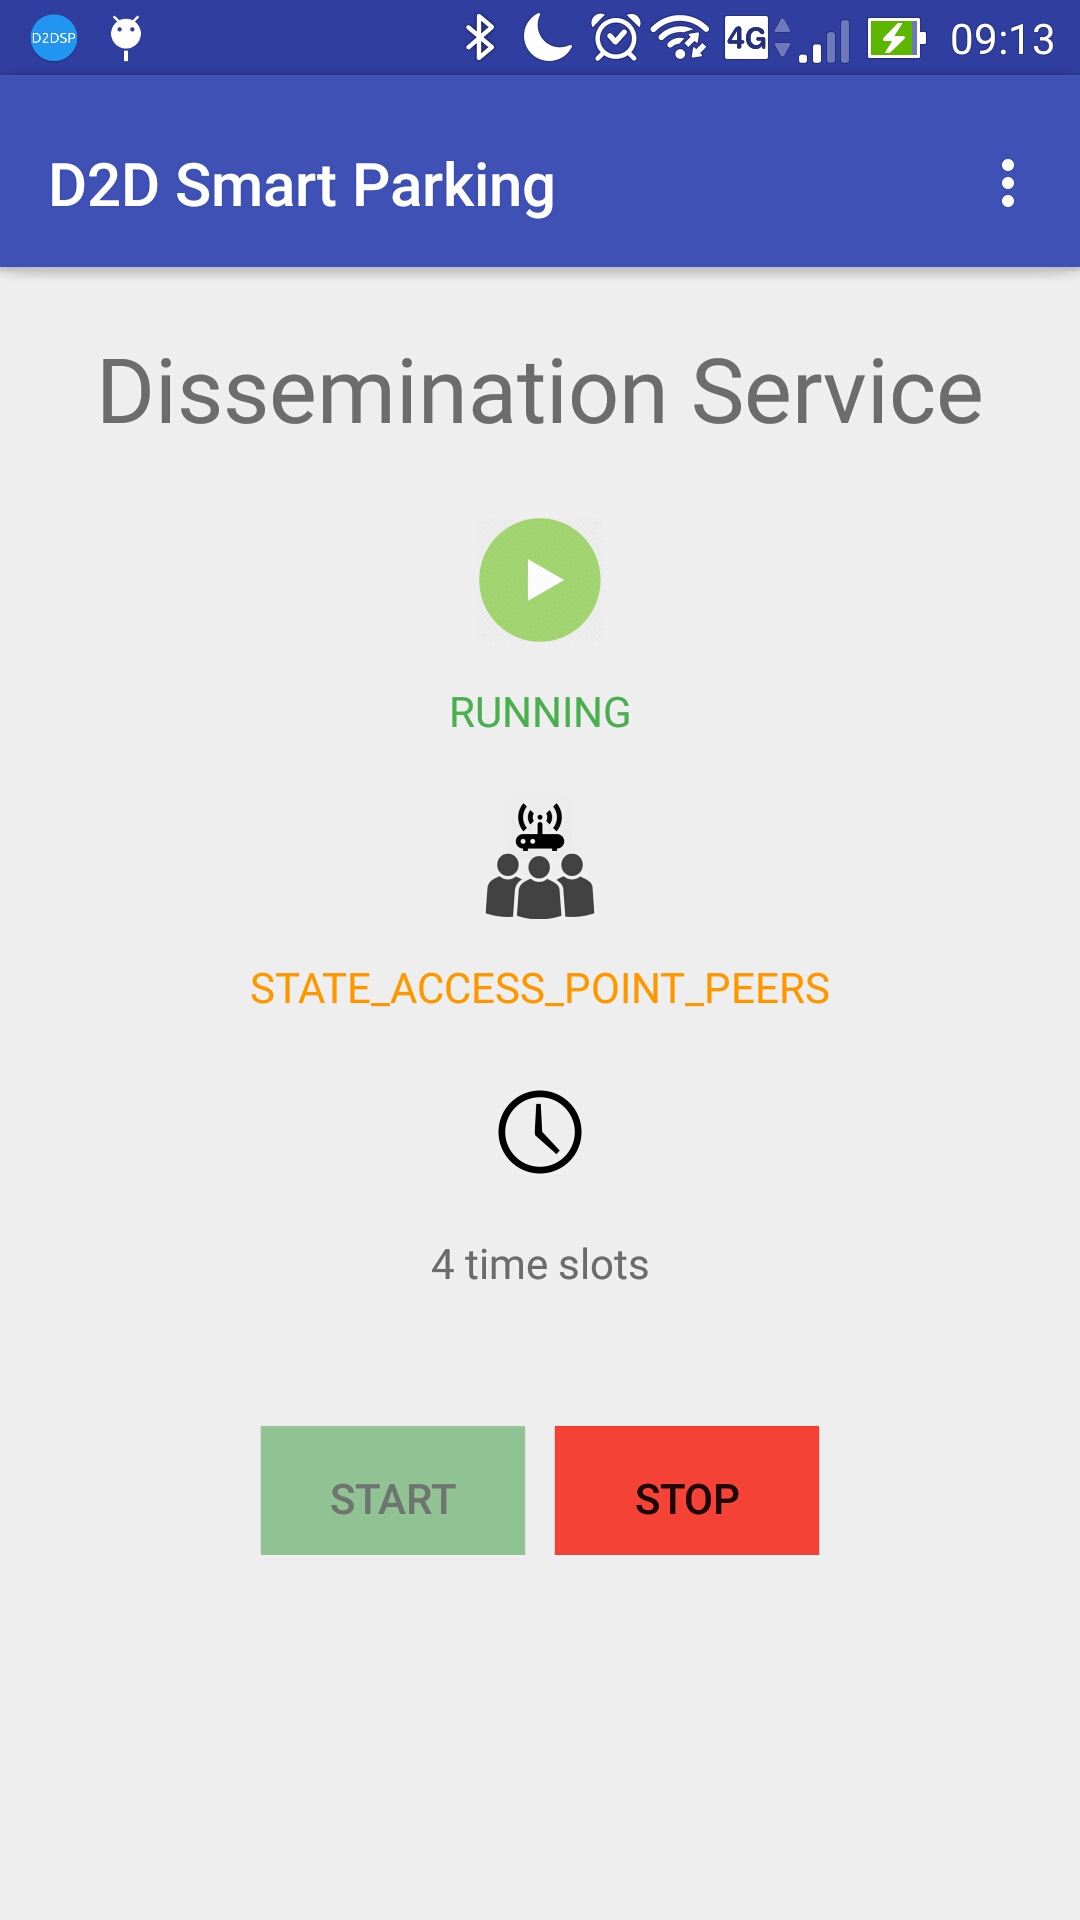 D2DSP 4G 09:13
D2D Smart Parking
Dissemination Service
RUNNING
STATE_ACCESS_POINT_PEERS
4 time slots
START STOP